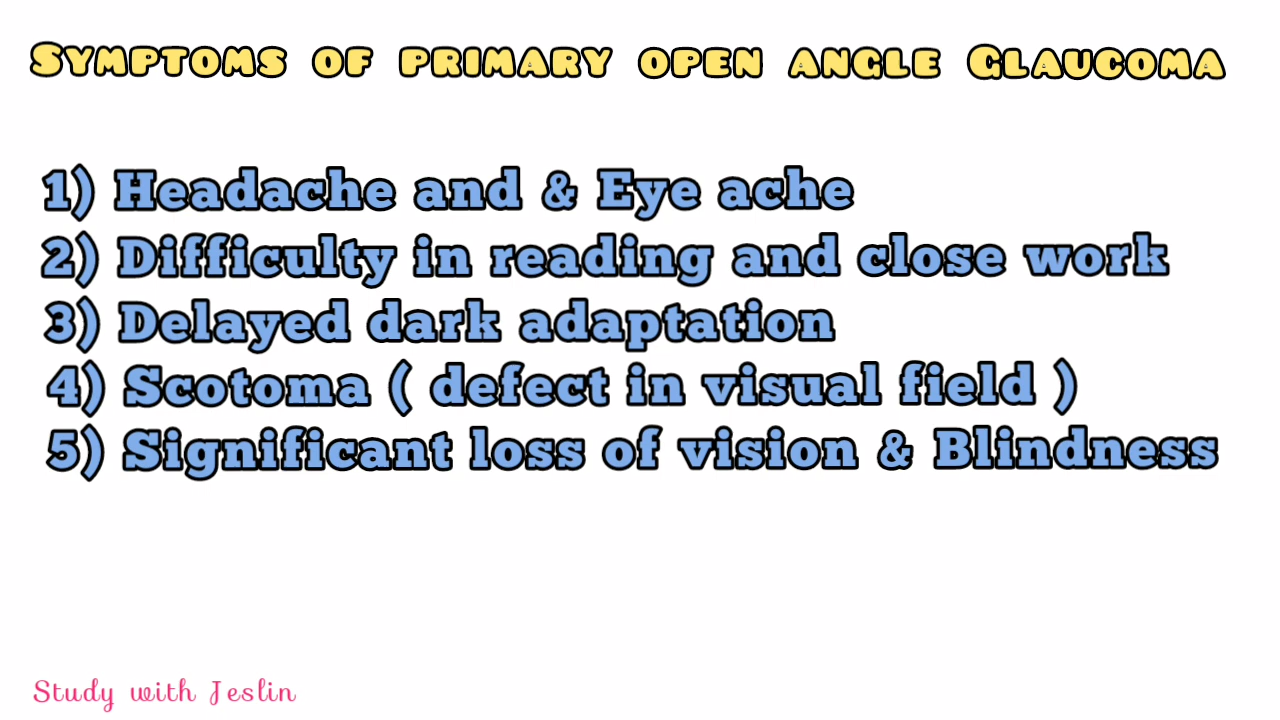 Symptoms of primary open angle Glaucoma
1) Headache and & Eye ache
2) Difficulty in reading and close work
3) Delayed dark adaptation
4) Scotoma ( defect in visual field )
5) Significant loss of vision & Blindness
Study with Jeslin